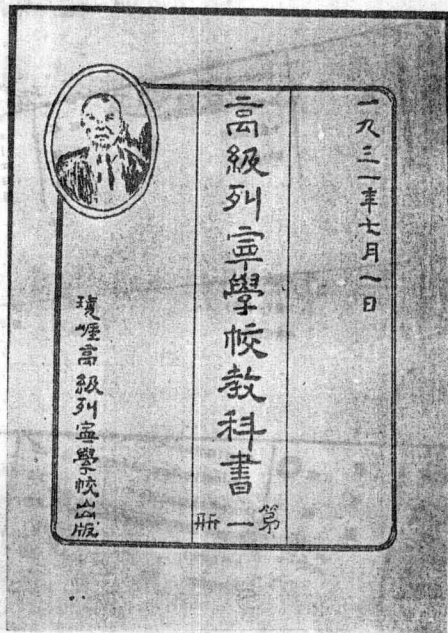 一九三一年七月一日
高級列寧學校教科書
第一冊
瓊崖高級列寧學校出版